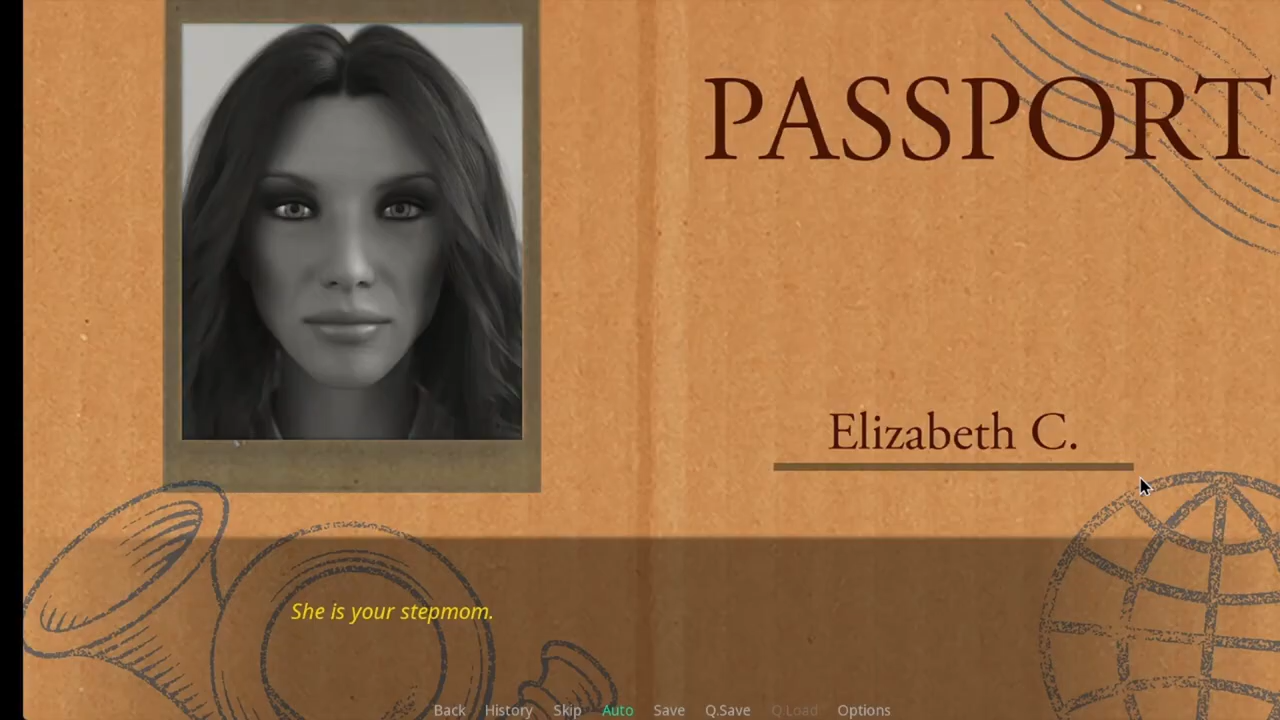 PASSPORT
Elizabeth C.
She is your stepmom.
Back History Skip Auto Save Q.Save Q.Load Options